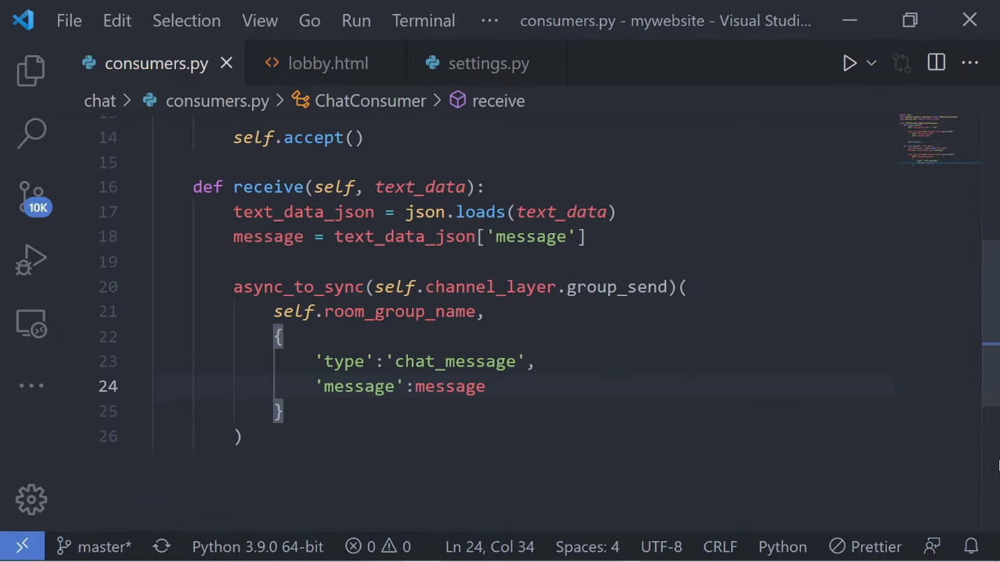 File Edit Selection View Go Run Terminal ··· consumers.py - mywebsite - Visual Studi...
consumers.py lobby.html settings.py
chat > consumers.py > ChatConsumer > receive
14 self.accept()
15
16 def receive(self, text_data):
17 text_data_json = json.loads(text_data)
18 message = text_data_json['message']
19
20 async_to_sync(self.channel_layer.group_send)(
21 self.room_group_name,
22 {
23 'type':'chat_message',
24 'message':message
25 }
26 )
10K
master* Python 3.9.0 64-bit 0 0 Ln 24, Col 34 Spaces: 4 UTF-8 CRLF Python Prettier